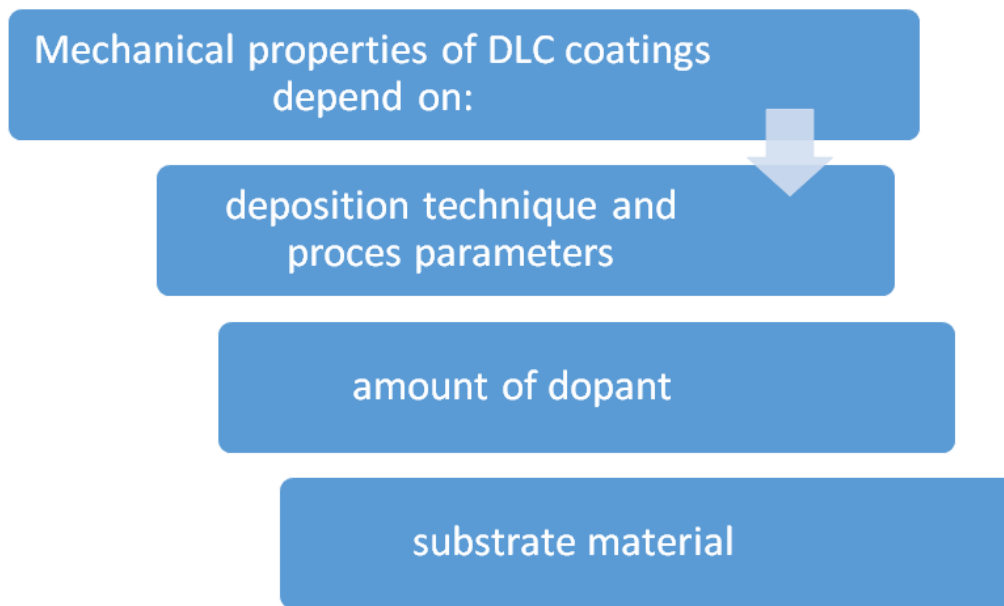 Mechanical properties of DLC coatings
depend on:
deposition technique and
proces parameters
amount of dopant
substrate material